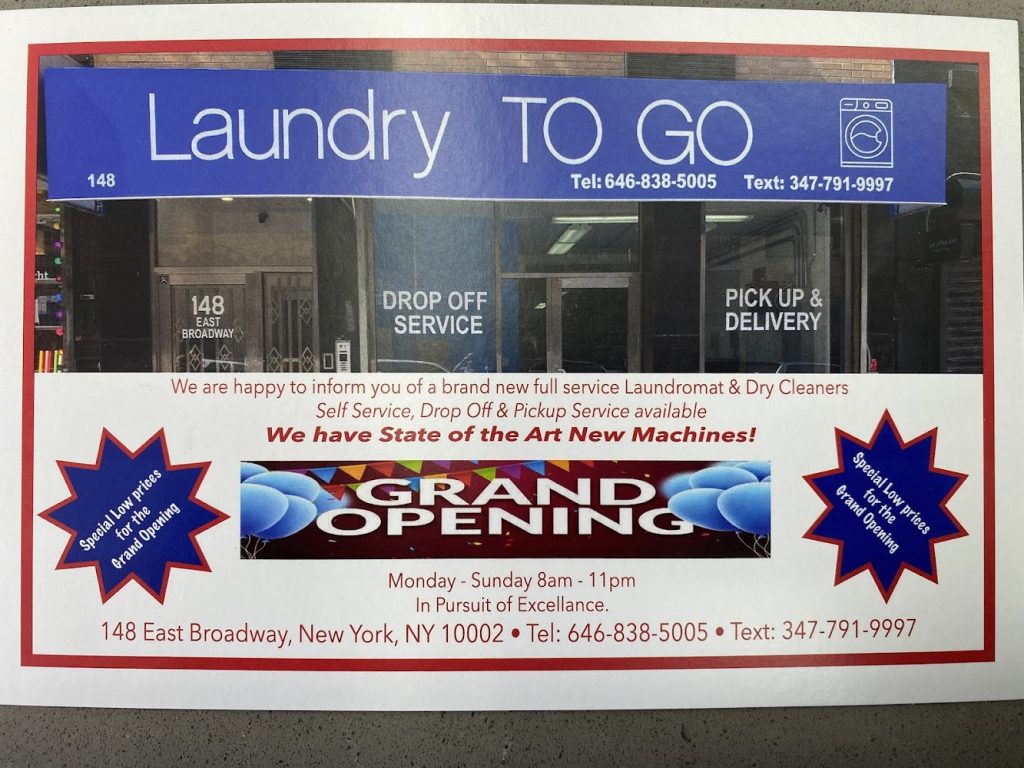 Laundry TO GO
148
Tel: 646-838-5005 Text: 347-791-9997
148
EAST
BROADWAY
DROP OFF
SERVICE
PICK UP &
DELIVERY
We are happy to inform you of a brand new full service Laundromat & Dry Cleaners
Self Service, Drop Off & Pickup Service available
We have State of the Art New Machines!
Special Low prices
for the
Grand Opening
GRAND
OPENING
Special Low prices
for the
Grand Opening
Monday - Sunday 8am - 11pm
In Pursuit of Excellence.
148 East Broadway, New York, NY 10002 • Tel: 646-838-5005 • Text: 347-791-9997